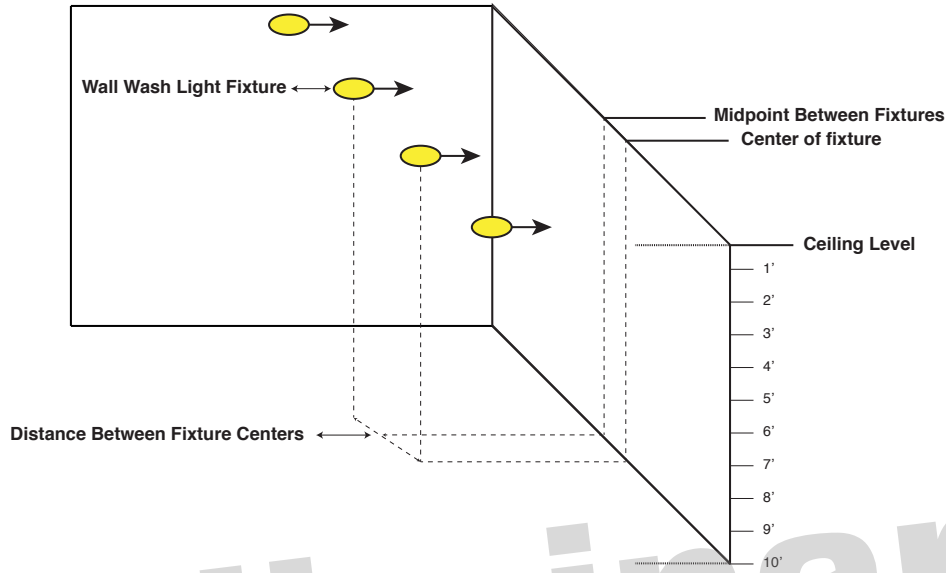 Wall Wash Light Fixture
Midpoint Between Fixtures
Center of fixture
Ceiling Level
1'
2'
3'
4'
5'
6'
Distance Between Fixture Centers
7'
8'
9'
10'